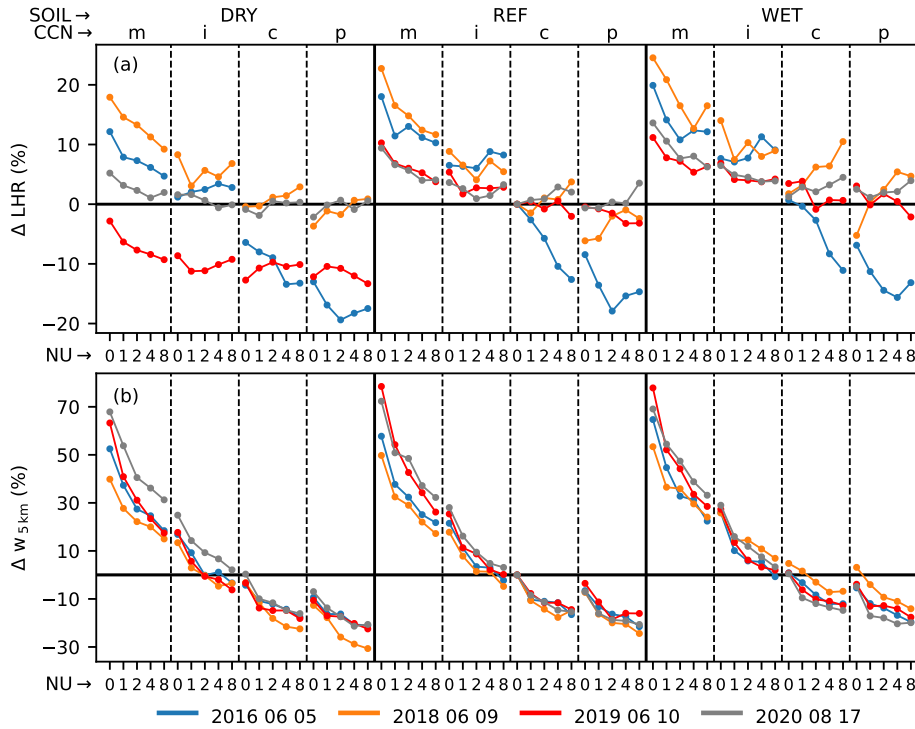 SOIL → DRY REF WET
CCN → m i c p m i c p m i c p
(a)
20
10
0
−10
−20
Δ LHR (%)
NU → 0 1 2 4 8 0 1 2 4 8 0 1 2 4 8 0 1 2 4 8 0 1 2 4 8 0 1 2 4 8 0 1 2 4 8 0 1 2 4 8 0 1 2 4 8 0 1 2 4 8 0 1 2 4 8 0 1 2 4 8
(b)
70
50
30
10
−10
−30
Δ w 5 km (%)
NU → 0 1 2 4 8 0 1 2 4 8 0 1 2 4 8 0 1 2 4 8 0 1 2 4 8 0 1 2 4 8 0 1 2 4 8 0 1 2 4 8 0 1 2 4 8 0 1 2 4 8 0 1 2 4 8 0 1 2 4 8
2016 06 05 2018 06 09 2019 06 10 2020 08 17